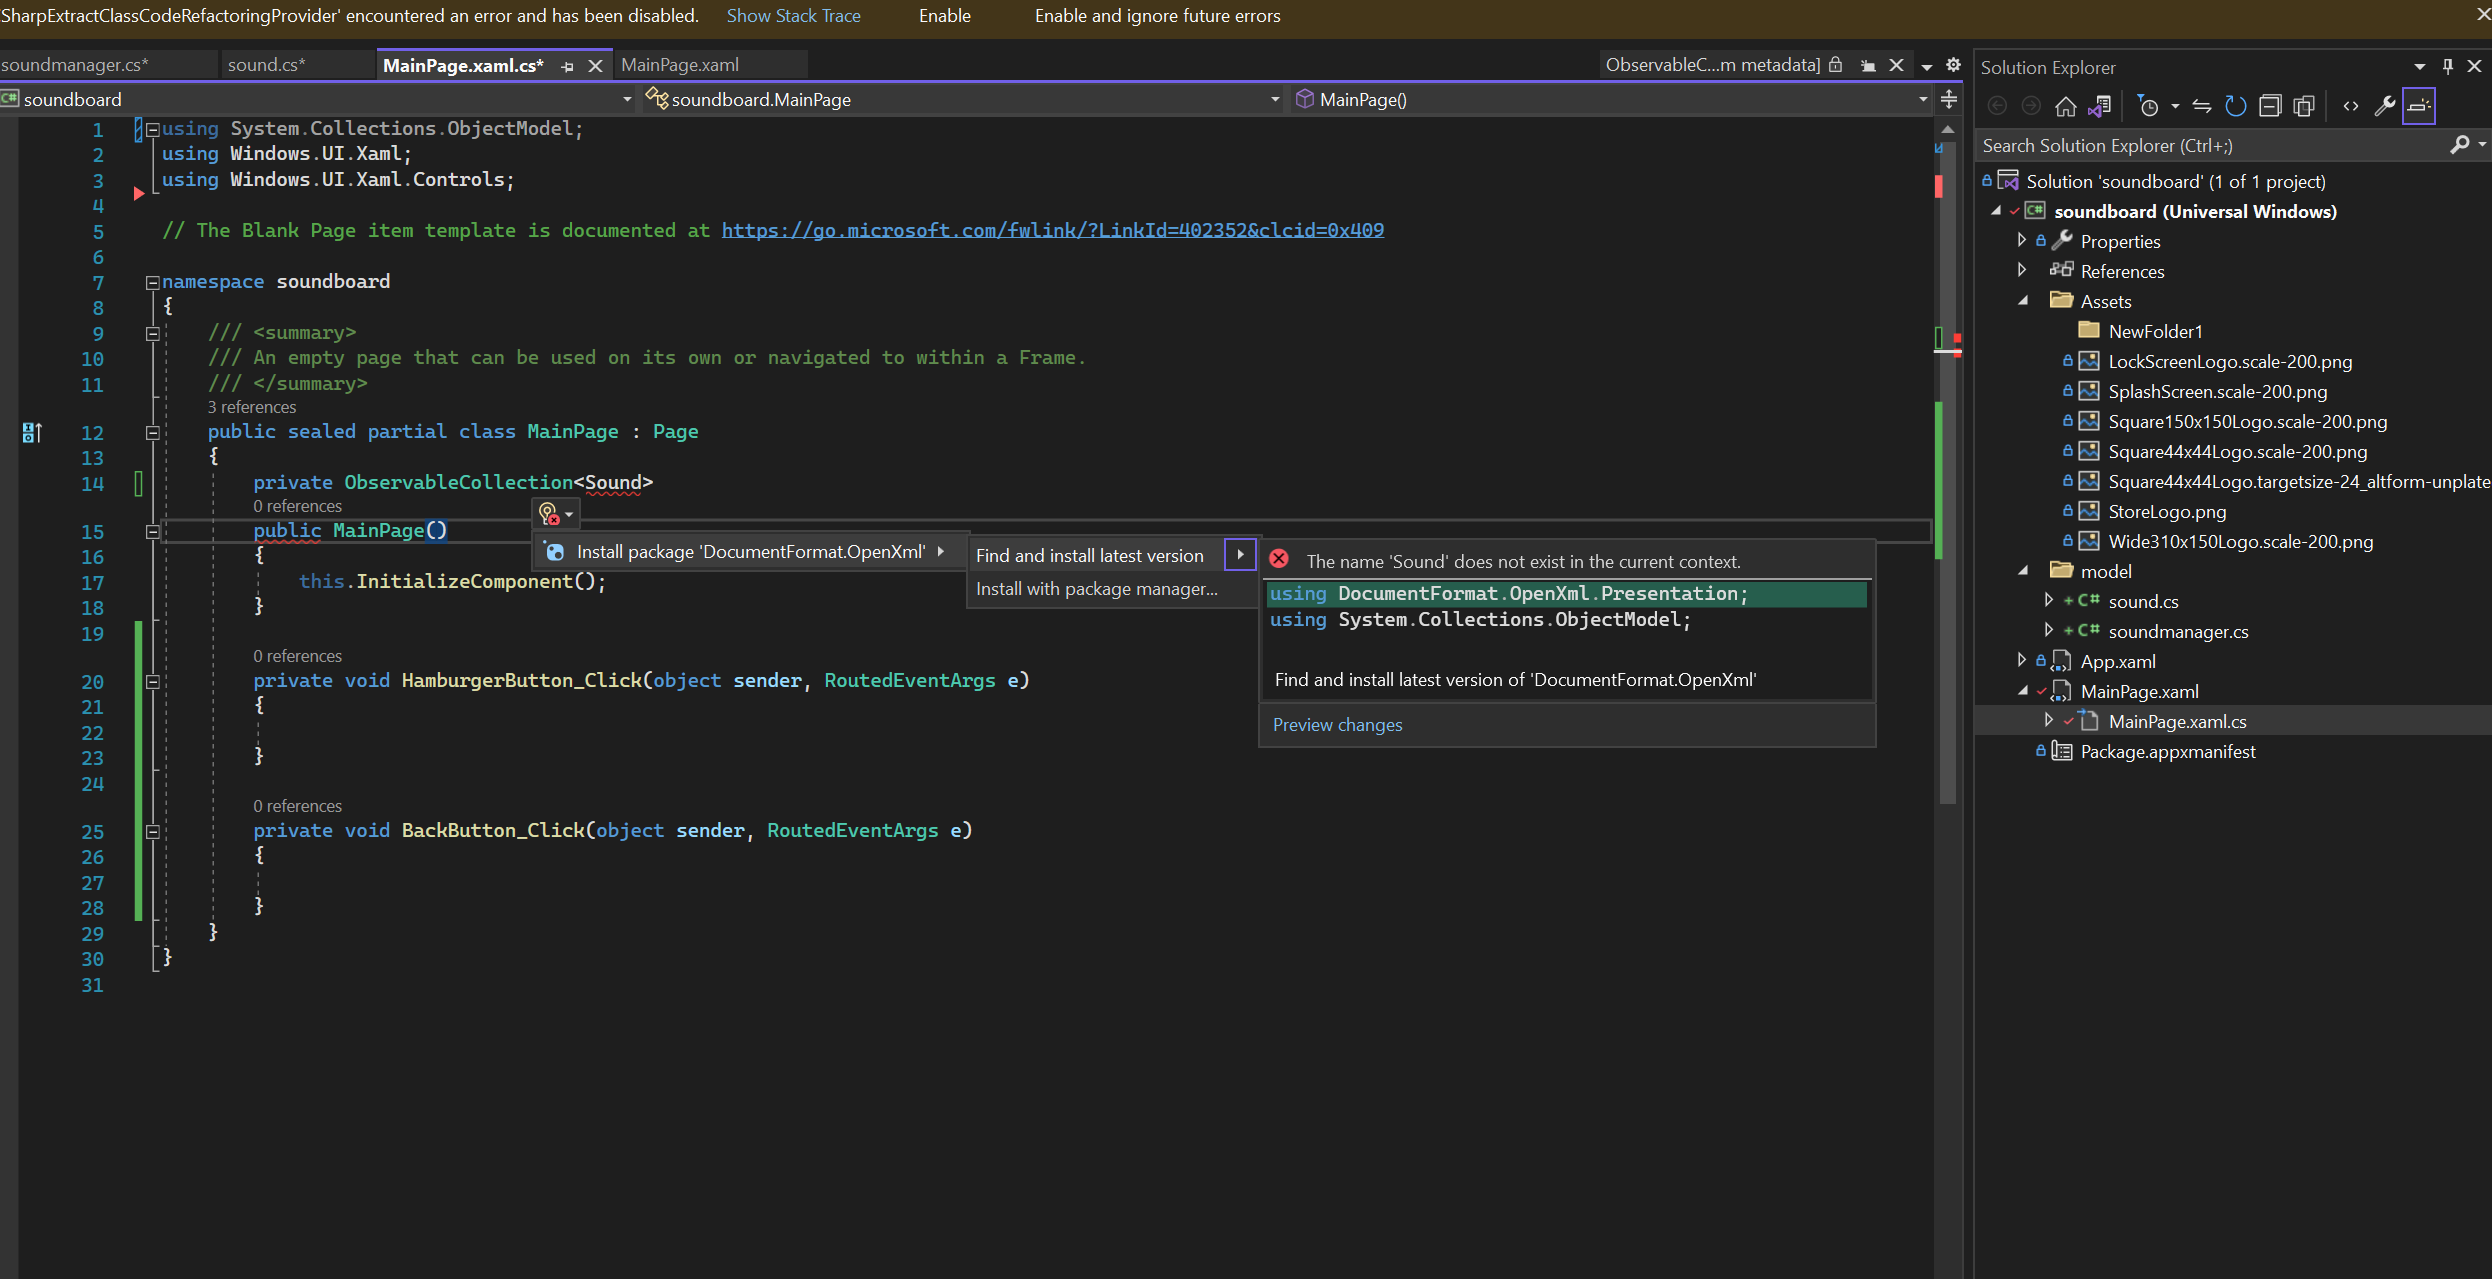 SharpExtractClassCodeRefactoringProvider' encountered an error and has been disabled. Show Stack Trace Enable Enable and ignore future errors
soundmanager.cs* sound.cs* MainPage.xaml.cs* MainPage.xaml ObservableC...m metadata]
C# soundboard soundboard.MainPage MainPage()
1 using System.Collections.ObjectModel;
2 using Windows.UI.Xaml;
3 using Windows.UI.Xaml.Controls;
4
5 // The Blank Page item template is documented at https://go.microsoft.com/fwlink/?LinkId=402352&clcid=0x409
6
7 namespace soundboard
8 {
9 /// <summary>
10 /// An empty page that can be used on its own or navigated to within a Frame.
11 /// </summary>
3 references
12 public sealed partial class MainPage : Page
13 {
14 private ObservableCollection<Sound>
0 references
15 public MainPage()
16 {
17 this.InitializeComponent();
18 }
19
0 references
20 private void HamburgerButton_Click(object sender, RoutedEventArgs e)
21 {
22
23 }
24
0 references
25 private void BackButton_Click(object sender, RoutedEventArgs e)
26 {
27
28 }
29 }
30 }
31
Install package 'DocumentFormat.OpenXml'
Find and install latest version
Install with package manager...
The name 'Sound' does not exist in the current context.
using DocumentFormat.OpenXml.Presentation;
using System.Collections.ObjectModel;
Find and install latest version of 'DocumentFormat.OpenXml'
Preview changes
Solution Explorer
Search Solution Explorer (Ctrl+;)
Solution 'soundboard' (1 of 1 project)
C# soundboard (Universal Windows)
Properties
References
Assets
NewFolder1
LockScreenLogo.scale-200.png
SplashScreen.scale-200.png
Square150x150Logo.scale-200.png
Square44x44Logo.scale-200.png
Square44x44Logo.targetsize-24_altform-unplate
StoreLogo.png
Wide310x150Logo.scale-200.png
model
+ C# sound.cs
+ C# soundmanager.cs
App.xaml
MainPage.xaml
MainPage.xaml.cs
Package.appxmanifest